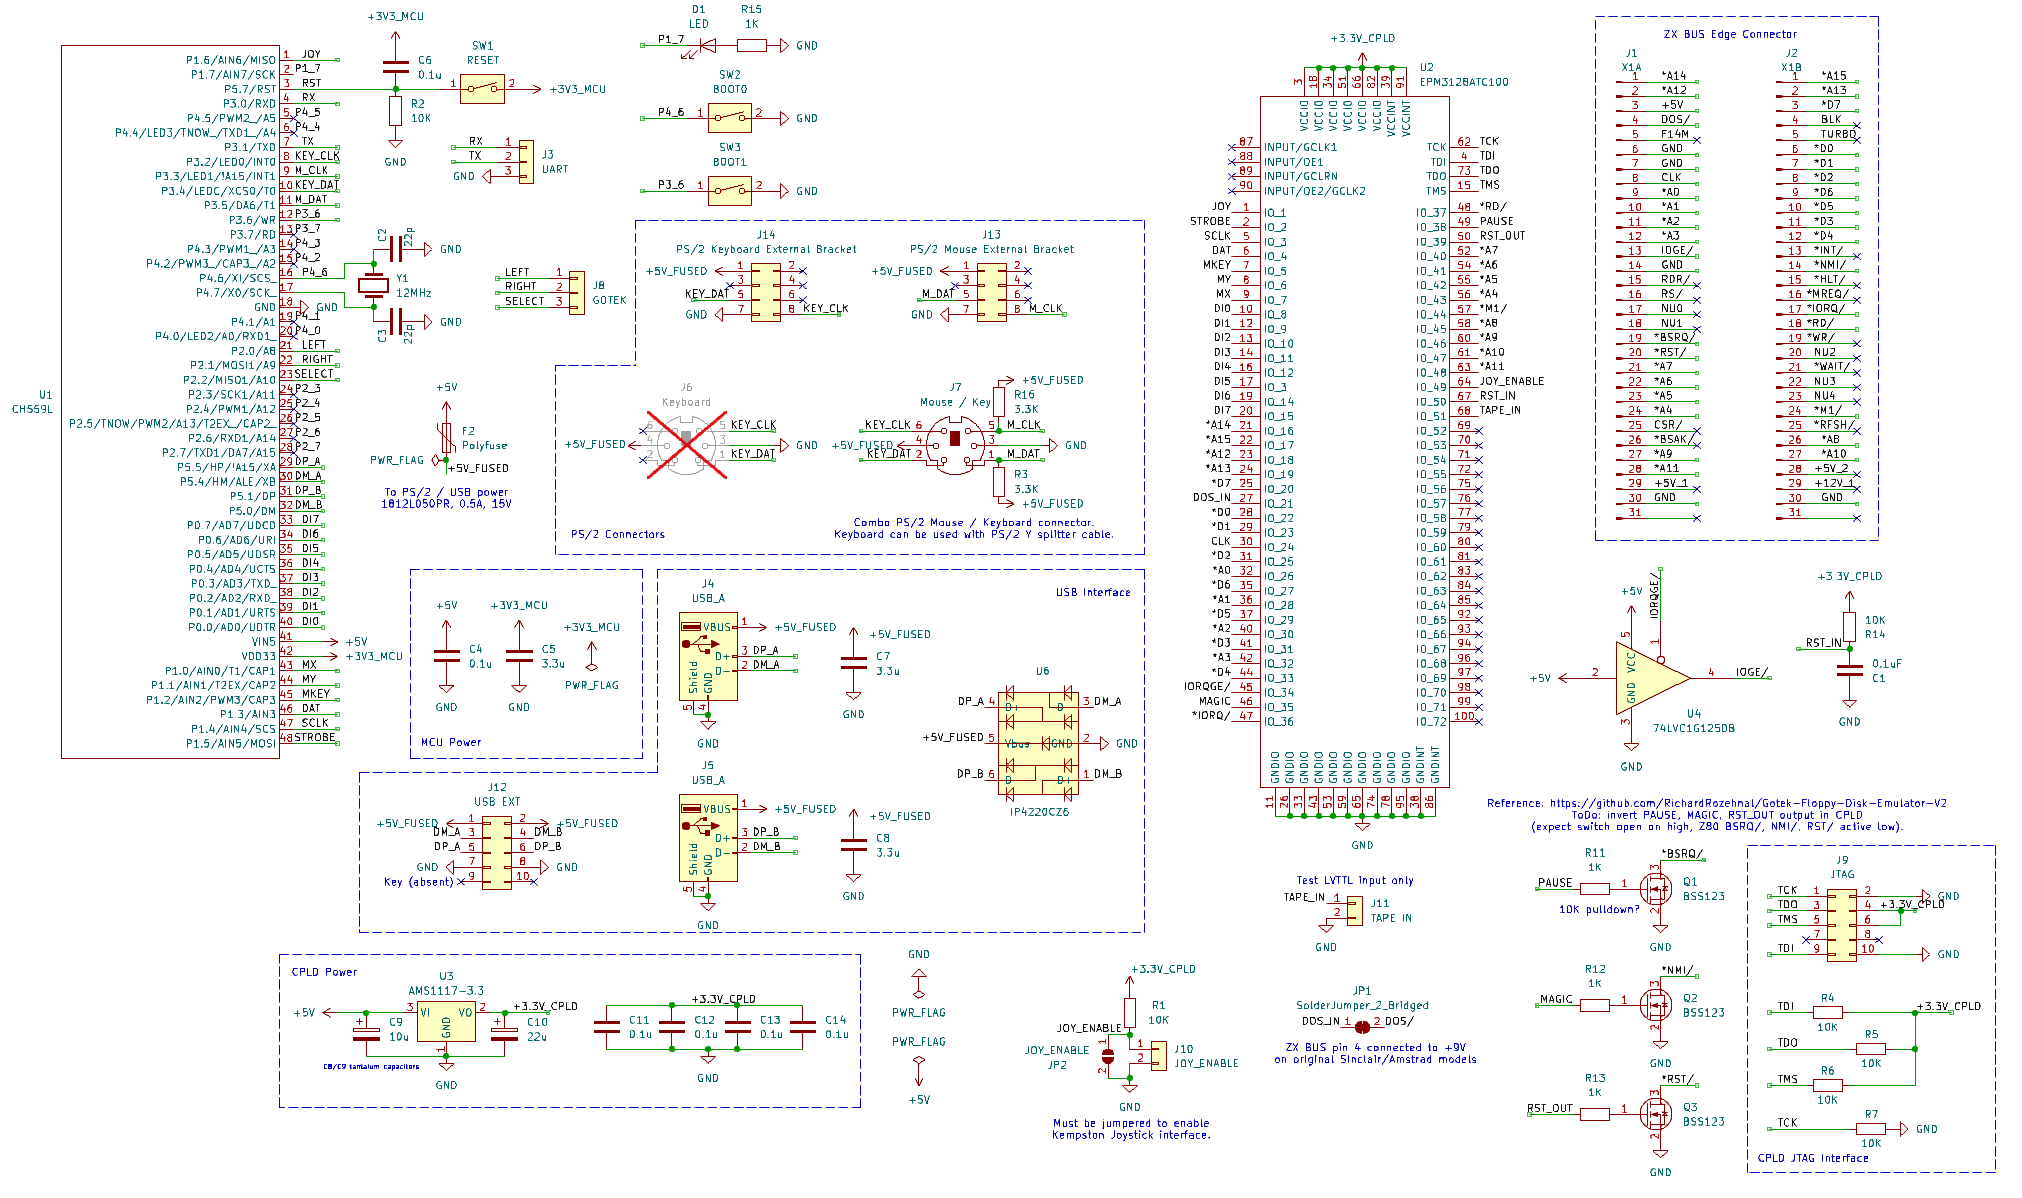 U1
CH559L
P1.6/AIN6/MISO 1 JOY
P1.7/AIN7/SCK 2 P1_7
P5.7/RST 3 RST
P3.0/RXD 4 RX
P4.5/PWM2_/A5 5 P4_5
P4.4/LED3/TNOW_/TXD1_/A4 6 P4_4
P3.1/TXD 7 TX
P3.2/LED0/INT0 8 KEY_CLK
P3.3/LED1/!A15/INT1 9 M_CLK
P3.4/LEDC/XCS0/T0 10 KEY_DAT
P3.5/DA6/T1 11 M_DAT
P3.6/WR 12 P3_6
P3.7/RD 13 P3_7
P4.3/PWM1_/A3 14 P4_3
P4.2/PWM3_/CAP3_/A2 15 P4_2
P4.6/XI/SCS_ 16 P4_6
P4.7/XO/SCK_ 17
GND 18 GND
P4.1/A1 19 P4_1
P4.0/LED2/A0/RXD1_ 20 P4_0
P2.0/A8 21 LEFT
P2.1/MOSI1/A9 22 RIGHT
P2.2/MISO1/A10 23 SELECT
P2.3/SCK1/A11 24 P2_3
P2.4/PWM1/A12 25 P2_4
P2.5/TNOW/PWM2/A13/T2EX_/CAP2_ 26 P2_5
P2.6/RXD1/A14 27 P2_6
P2.7/TXD1/DA7/A15 28 P2_7
P5.5/HP/!A15/XA 29 DP_A
P5.4/HM/ALE/XB 30 DM_A
P5.1/DP 31 DP_B
P5.0/DM 32 DM_B
P0.7/AD7/UDCD 33 DI7
P0.6/AD6/URI 34 DI6
P0.5/AD5/UDSR 35 DI5
P0.4/AD4/UCTS 36 DI4
P0.3/AD3/TXD_ 37 DI3
P0.2/AD2/RXD_ 38 DI2
P0.1/AD1/URTS 39 DI1
P0.0/AD0/UDTR 40 DI0
VIN5 41 +5V
VDD33 42 +3V3_MCU
P1.0/AIN0/T1/CAP1 43 MX
P1.1/AIN1/T2EX/CAP2 44 MY
P1.2/AIN2/PWM3/CAP3 45 MKEY
P1.3/AIN3 46 DAT
P1.4/AIN4/SCS 47 SCLK
P1.5/AIN5/MOSI 48 STROBE
+3V3_MCU
C6
0.1u
R2
10K
GND
SW1
RESET
1 2 +3V3_MCU
RX 1
TX 2
GND 3
J3
UART
C2
22p
GND
Y1
12MHz
C3
22p
GND
D1
LED
R15
1K
P1_7 GND
SW2
BOOT0
P4_6 1 2 GND
SW3
BOOT1
P3_6 1 2 GND
LEFT 1
RIGHT 2
SELECT 3
J8
GOTEK
+5V
F2
Polyfuse
PWR_FLAG
+5V_FUSED
To PS/2 / USB power
1812L050PR, 0.5A, 15V
J14
PS/2 Keyboard External Bracket
+5V_FUSED 1 2
3 4
KEY_DAT 5 6
GND 7 8 KEY_CLK
J13
PS/2 Mouse External Bracket
+5V_FUSED 1 2
3 4
M_DAT 5 6
GND 7 8 M_CLK
J6
Keyboard
6 5 KEY_CLK
+5V_FUSED 4 3 GND
2 1 KEY_DAT
J7
Mouse / Key
KEY_CLK 6 5 M_CLK
+5V_FUSED 4 3 GND
KEY_DAT 2 1 M_DAT
+5V_FUSED
R16
3.3K
R3
3.3K
+5V_FUSED
PS/2 Connectors
Combo PS/2 Mouse / Keyboard connector.
Keyboard can be used with PS/2 Y splitter cable.
+5V
C4
0.1u
GND
+3V3_MCU
C5
3.3u
GND
+3V3_MCU
PWR_FLAG
MCU Power
USB Interface
J4
USB_A
VBUS 1 +5V_FUSED
D+ 3 DP_A
D- 2 DM_A
Shield
GND
5 4
GND
+5V_FUSED
C7
3.3u
GND
J5
USB_A
VBUS 1 +5V_FUSED
D+ 3 DP_B
D- 2 DM_B
Shield
GND
5 4
GND
+5V_FUSED
C8
3.3u
GND
U6
DP_A 4 D+ 3 DM_A
+5V_FUSED 5 Vbus GND 2 GND
DP_B 6 D- D+ 1 DM_B
IP4220CZ6
J12
USB EXT
+5V_FUSED 1 2 +5V_FUSED
DM_A 3 4 DM_B
DP_A 5 6 DP_B
GND 7 8 GND
Key (absent) 9 10
CPLD Power
U3
AMS1117-3.3
+5V 3 VI VO 2 +3.3V_CPLD
GND
1
C9
10u
C10
22u
GND
C8/C9 tantalum capacitors
+3.3V_CPLD
C11
0.1u
C12
0.1u
C13
0.1u
C14
0.1u
GND
GND
PWR_FLAG
PWR_FLAG
+5V
+3.3V_CPLD
R1
10K
JOY_ENABLE
JOY_ENABLE
JP2
1
2
1
2
J10
JOY_ENABLE
GND
Must be jumpered to enable
Kempston Joystick interface.
+3.3V_CPLD
U2
EPM3128ATC100
3 18 34 51 66 82 39 91
VCCIO VCCIO VCCIO VCCIO VCCIO VCCIO VCCINT VCCINT
87 INPUT/GCLK1
88 INPUT/OE1
89 INPUT/GCLRN
90 INPUT/OE2/GCLK2
JOY 1 IO_1
STROBE 2 IO_2
SCLK 5 IO_3
DAT 6 IO_4
MKEY 7 IO_5
MY 8 IO_6
MX 9 IO_7
DI0 10 IO_8
DI1 12 IO_9
DI2 13 IO_10
DI3 14 IO_11
DI4 16 IO_12
DI5 17 IO_3
DI6 19 IO_14
DI7 20 IO_15
*A14 21 IO_16
*A15 22 IO_17
*A12 23 IO_18
*A13 24 IO_19
*D7 25 IO_20
DOS_IN 27 IO_21
*D0 28 IO_22
*D1 29 IO_23
CLK 30 IO_24
*D2 31 IO_25
*A0 32 IO_26
*D6 35 IO_27
*A1 36 IO_28
*D5 37 IO_29
*A2 40 IO_30
*D3 41 IO_31
*A3 42 IO_32
*D4 44 IO_33
IORQGE/ 45 IO_34
MAGIC 46 IO_35
*IORQ/ 47 IO_36
TCK 62 TCK
TDI 4 TDI
TDO 73 TDO
TMS 15 TMS
IO_37 48 *RD/
IO_38 49 PAUSE
IO_39 50 RST_OUT
IO_40 52 *A7
IO_41 54 *A6
IO_42 55 *A5
IO_43 56 *A4
IO_44 57 *M1/
IO_45 58 *A8
IO_46 60 *A9
IO_47 61 *A10
IO_48 63 *A11
IO_49 64 JOY_ENABLE
IO_50 67 RST_IN
IO_51 68 TAPE_IN
IO_52 69
IO_53 70
IO_54 71
IO_55 72
IO_56 75
IO_57 76
IO_58 77
IO_59 79
IO_60 80
IO_61 81
IO_62 83
IO_63 84
IO_64 85
IO_65 92
IO_66 93
IO_67 94
IO_68 96
IO_69 97
IO_70 98
IO_71 99
IO_72 100
GNDIO GNDIO GNDIO GNDIO GNDIO GNDIO GNDIO GNDIO GNDIO GNDIO GNDINT GNDINT
11 26 33 43 53 59 65 74 78 95 38 86
GND
Test LVTTL input only
TAPE_IN 1
2
J11
TAPE IN
GND
JP1
SolderJumper_2_Bridged
DOS_IN 1 2 DOS/
ZX BUS pin 4 connected to +9V
on original Sinclair/Amstrad models
ZX BUS Edge Connector
J1
X1A
1 *A14
2 *A12
3 +5V
4 DOS/
5 F14M
6 GND
7 GND
8 CLK
9 *A0
10 *A1
11 *A2
12 *A3
13 IOGE/
14 GND
15 RDR/
16 RS/
17 NU0
18 NU1
19 *BSRQ/
20 *RST/
21 *A7
22 *A6
23 *A5
24 *A4
25 CSR/
26 *BSAK/
27 *A9
28 *A11
29 +5V_1
30 GND
31
J2
X1B
1 *A15
2 *A13
3 *D7
4 BLK
5 TURBO
6 *D0
7 *D1
8 *D2
9 *D6
10 *D5
11 *D3
12 *D4
13 *INT/
14 *NMI/
15 *HLT/
16 *MREQ/
17 *IORQ/
18 *RD/
19 *WR/
20 NU2
21 *WAIT/
22 NU3
23 NU4
24 *M1/
25 *RFSH/
26 *A8
27 *A10
28 +5V_2
29 +12V_1
30 GND
31
IORQGE/
+5V
5
1
VCC
+5V 2 4 IOGE/
GND
3
U4
74LVC1G125DB
GND
+3.3V_CPLD
10K
R14
RST_IN
0.1uF
C1
GND
Reference: https://github.com/RichardRozehnal/Gotek-Floppy-Disk-Emulator-V2
ToDo: invert PAUSE, MAGIC, RST_OUT output in CPLD
(expect switch open on high, Z80 BSRQ/, NMI/, RST/ active low).
R11
1K
PAUSE 1
*BSRQ/
3
Q1
BSS123
2
10K pulldown?
GND
R12
1K
MAGIC 1
*NMI/
3
Q2
BSS123
2
GND
R13
1K
RST_OUT 1
*RST/
3
Q3
BSS123
2
GND
J9
JTAG
TCK 1 2 GND
TDO 3 4 +3.3V_CPLD
TMS 5 6
7 8
TDI 9 10 GND
TDI R4 +3.3V_CPLD
10K
TDO R5
10K
TMS R6
10K
TCK R7 GND
10K
CPLD JTAG Interface